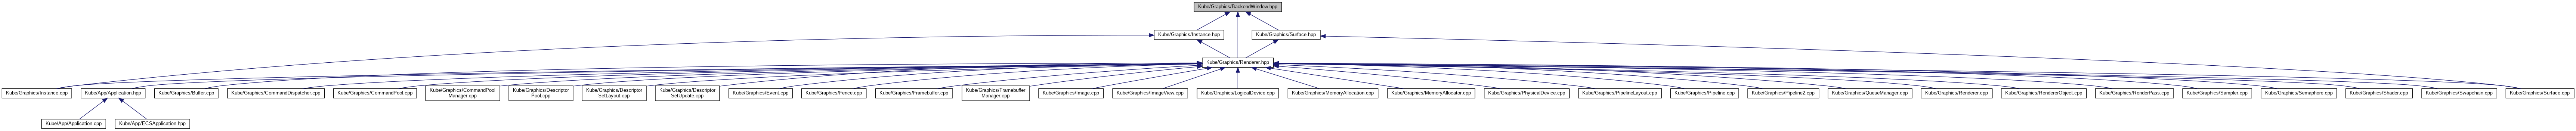 Kube/Graphics/BackendWindow.hpp
Kube/Graphics/Instance.hpp
Kube/Graphics/Surface.hpp
Kube/Graphics/Renderer.hpp
Kube/Graphics/Instance.cpp
Kube/App/Application.hpp
Kube/Graphics/Buffer.cpp
Kube/Graphics/CommandDispatcher.cpp
Kube/Graphics/CommandPool.cpp
Kube/Graphics/CommandPool
Manager.cpp
Kube/Graphics/Descriptor
Pool.cpp
Kube/Graphics/Descriptor
SetLayout.cpp
Kube/Graphics/Descriptor
SetUpdate.cpp
Kube/Graphics/Event.cpp
Kube/Graphics/Fence.cpp
Kube/Graphics/Framebuffer.cpp
Kube/Graphics/Framebuffer
Manager.cpp
Kube/Graphics/Image.cpp
Kube/Graphics/ImageView.cpp
Kube/Graphics/LogicalDevice.cpp
Kube/Graphics/MemoryAllocation.cpp
Kube/Graphics/MemoryAllocator.cpp
Kube/Graphics/PhysicalDevice.cpp
Kube/Graphics/PipelineLayout.cpp
Kube/Graphics/Pipeline.cpp
Kube/Graphics/Pipeline2.cpp
Kube/Graphics/QueueManager.cpp
Kube/Graphics/Renderer.cpp
Kube/Graphics/RendererObject.cpp
Kube/Graphics/RenderPass.cpp
Kube/Graphics/Sampler.cpp
Kube/Graphics/Semaphore.cpp
Kube/Graphics/Shader.cpp
Kube/Graphics/Swapchain.cpp
Kube/Graphics/Surface.cpp
Kube/App/Application.cpp
Kube/App/ECSApplication.hpp